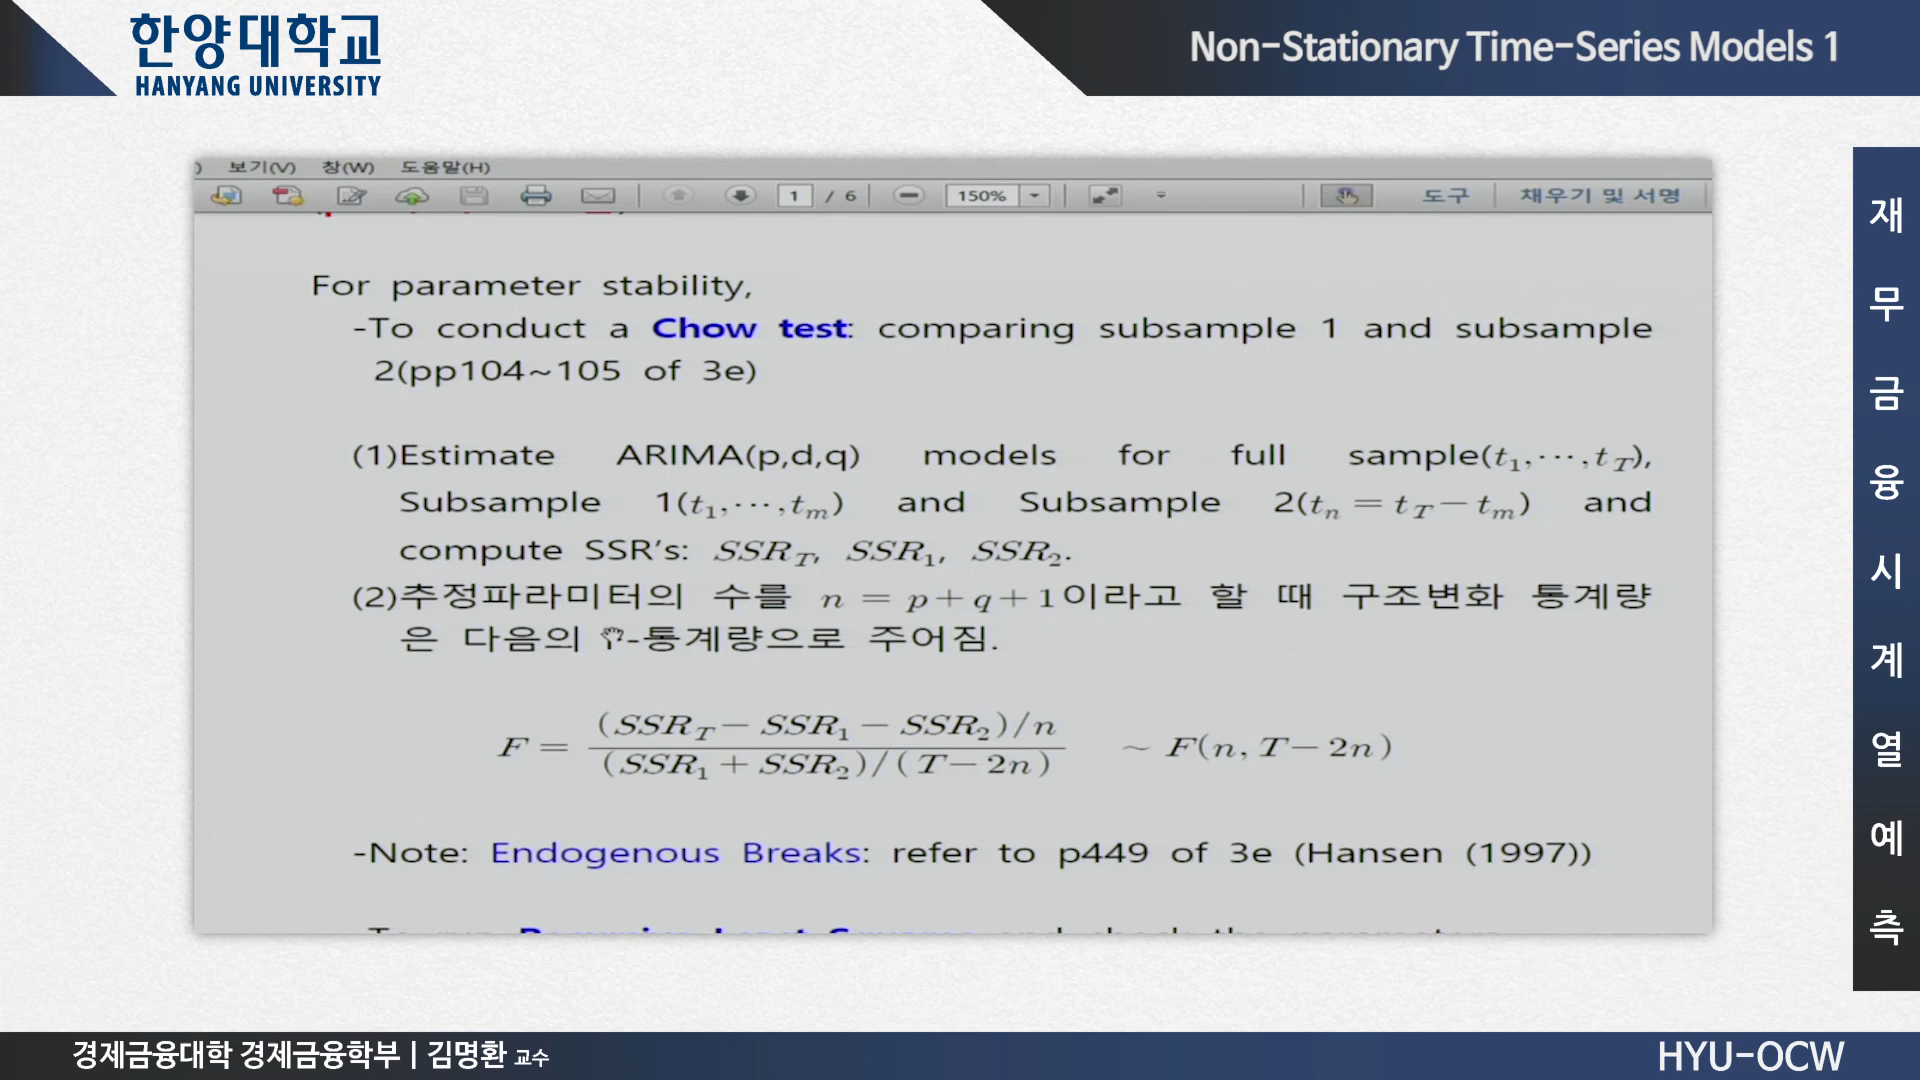 한양대학교
HANYANG UNIVERSITY
Non-Stationary Time-Series Models 1
보기(V) 창(W) 도움말(H)
1 / 6 150% 도구 채우기 및 서명
For parameter stability,
-To conduct a Chow test: comparing subsample 1 and subsample
2(pp104~105 of 3e)
(1)Estimate ARIMA(p,d,q) models for full sample(t₁,⋯,t_T),
Subsample 1(t₁,⋯,t_m) and Subsample 2(t_n = t_T − t_m) and
compute SSR's: SSR_T, SSR₁, SSR₂.
(2)추정파라미터의 수를 n = p+q+1이라고 할 때 구조변화 통계량
은 다음의 -통계량으로 주어짐.
F = (SSR_T − SSR₁ − SSR₂)/n / (SSR₁ + SSR₂)/(T − 2n) ~ F(n, T − 2n)
-Note: Endogenous Breaks: refer to p449 of 3e (Hansen (1997))
재무금융시계열예측
경제금융대학 경제금융학부 | 김명환 교수
HYU-OCW